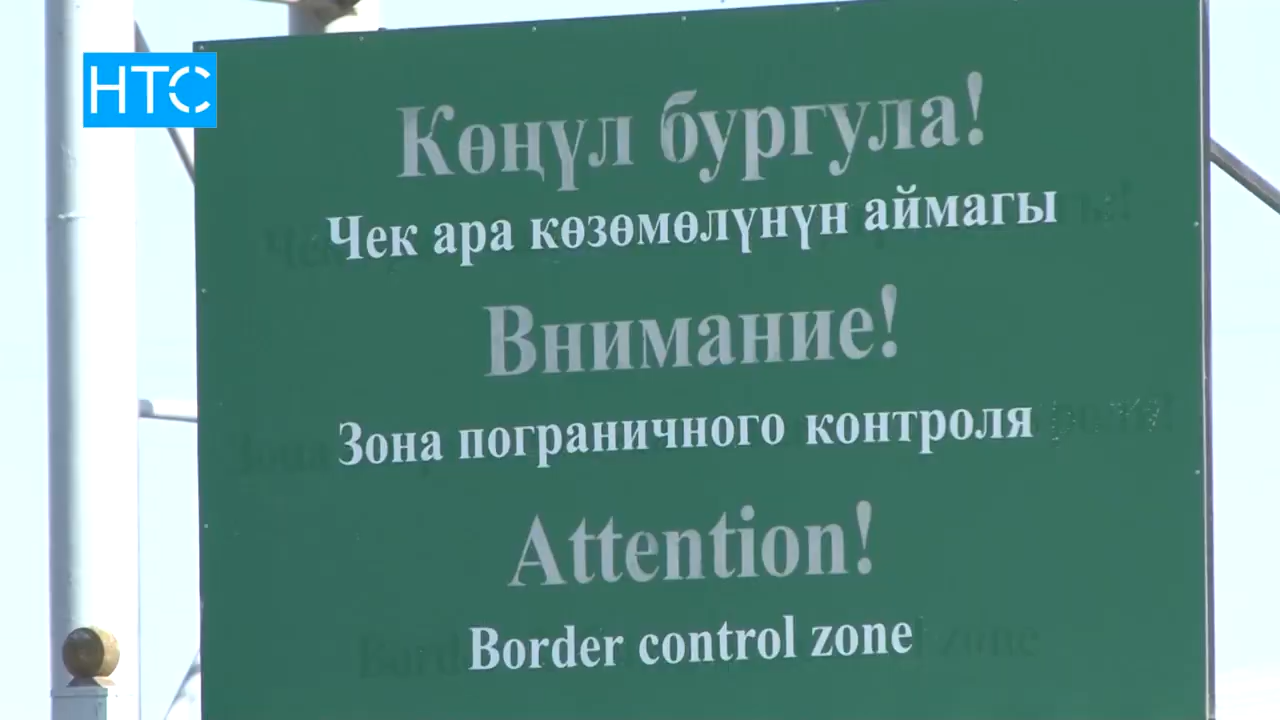 НТС
Көңүл бургула!
Чек ара көзөмөлүнүн аймагы
Внимание!
Зона пограничного контроля
Attention!
Border control zone